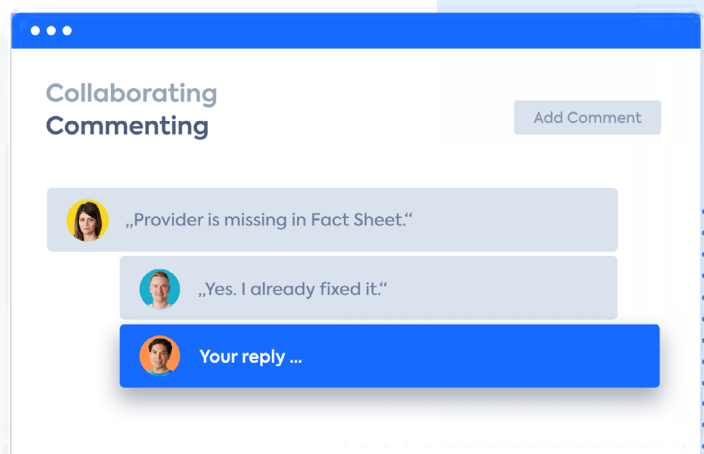 Collaborating
Commenting
Add Comment
„Provider is missing in Fact Sheet.“
„Yes. I already fixed it.“
Your reply ...